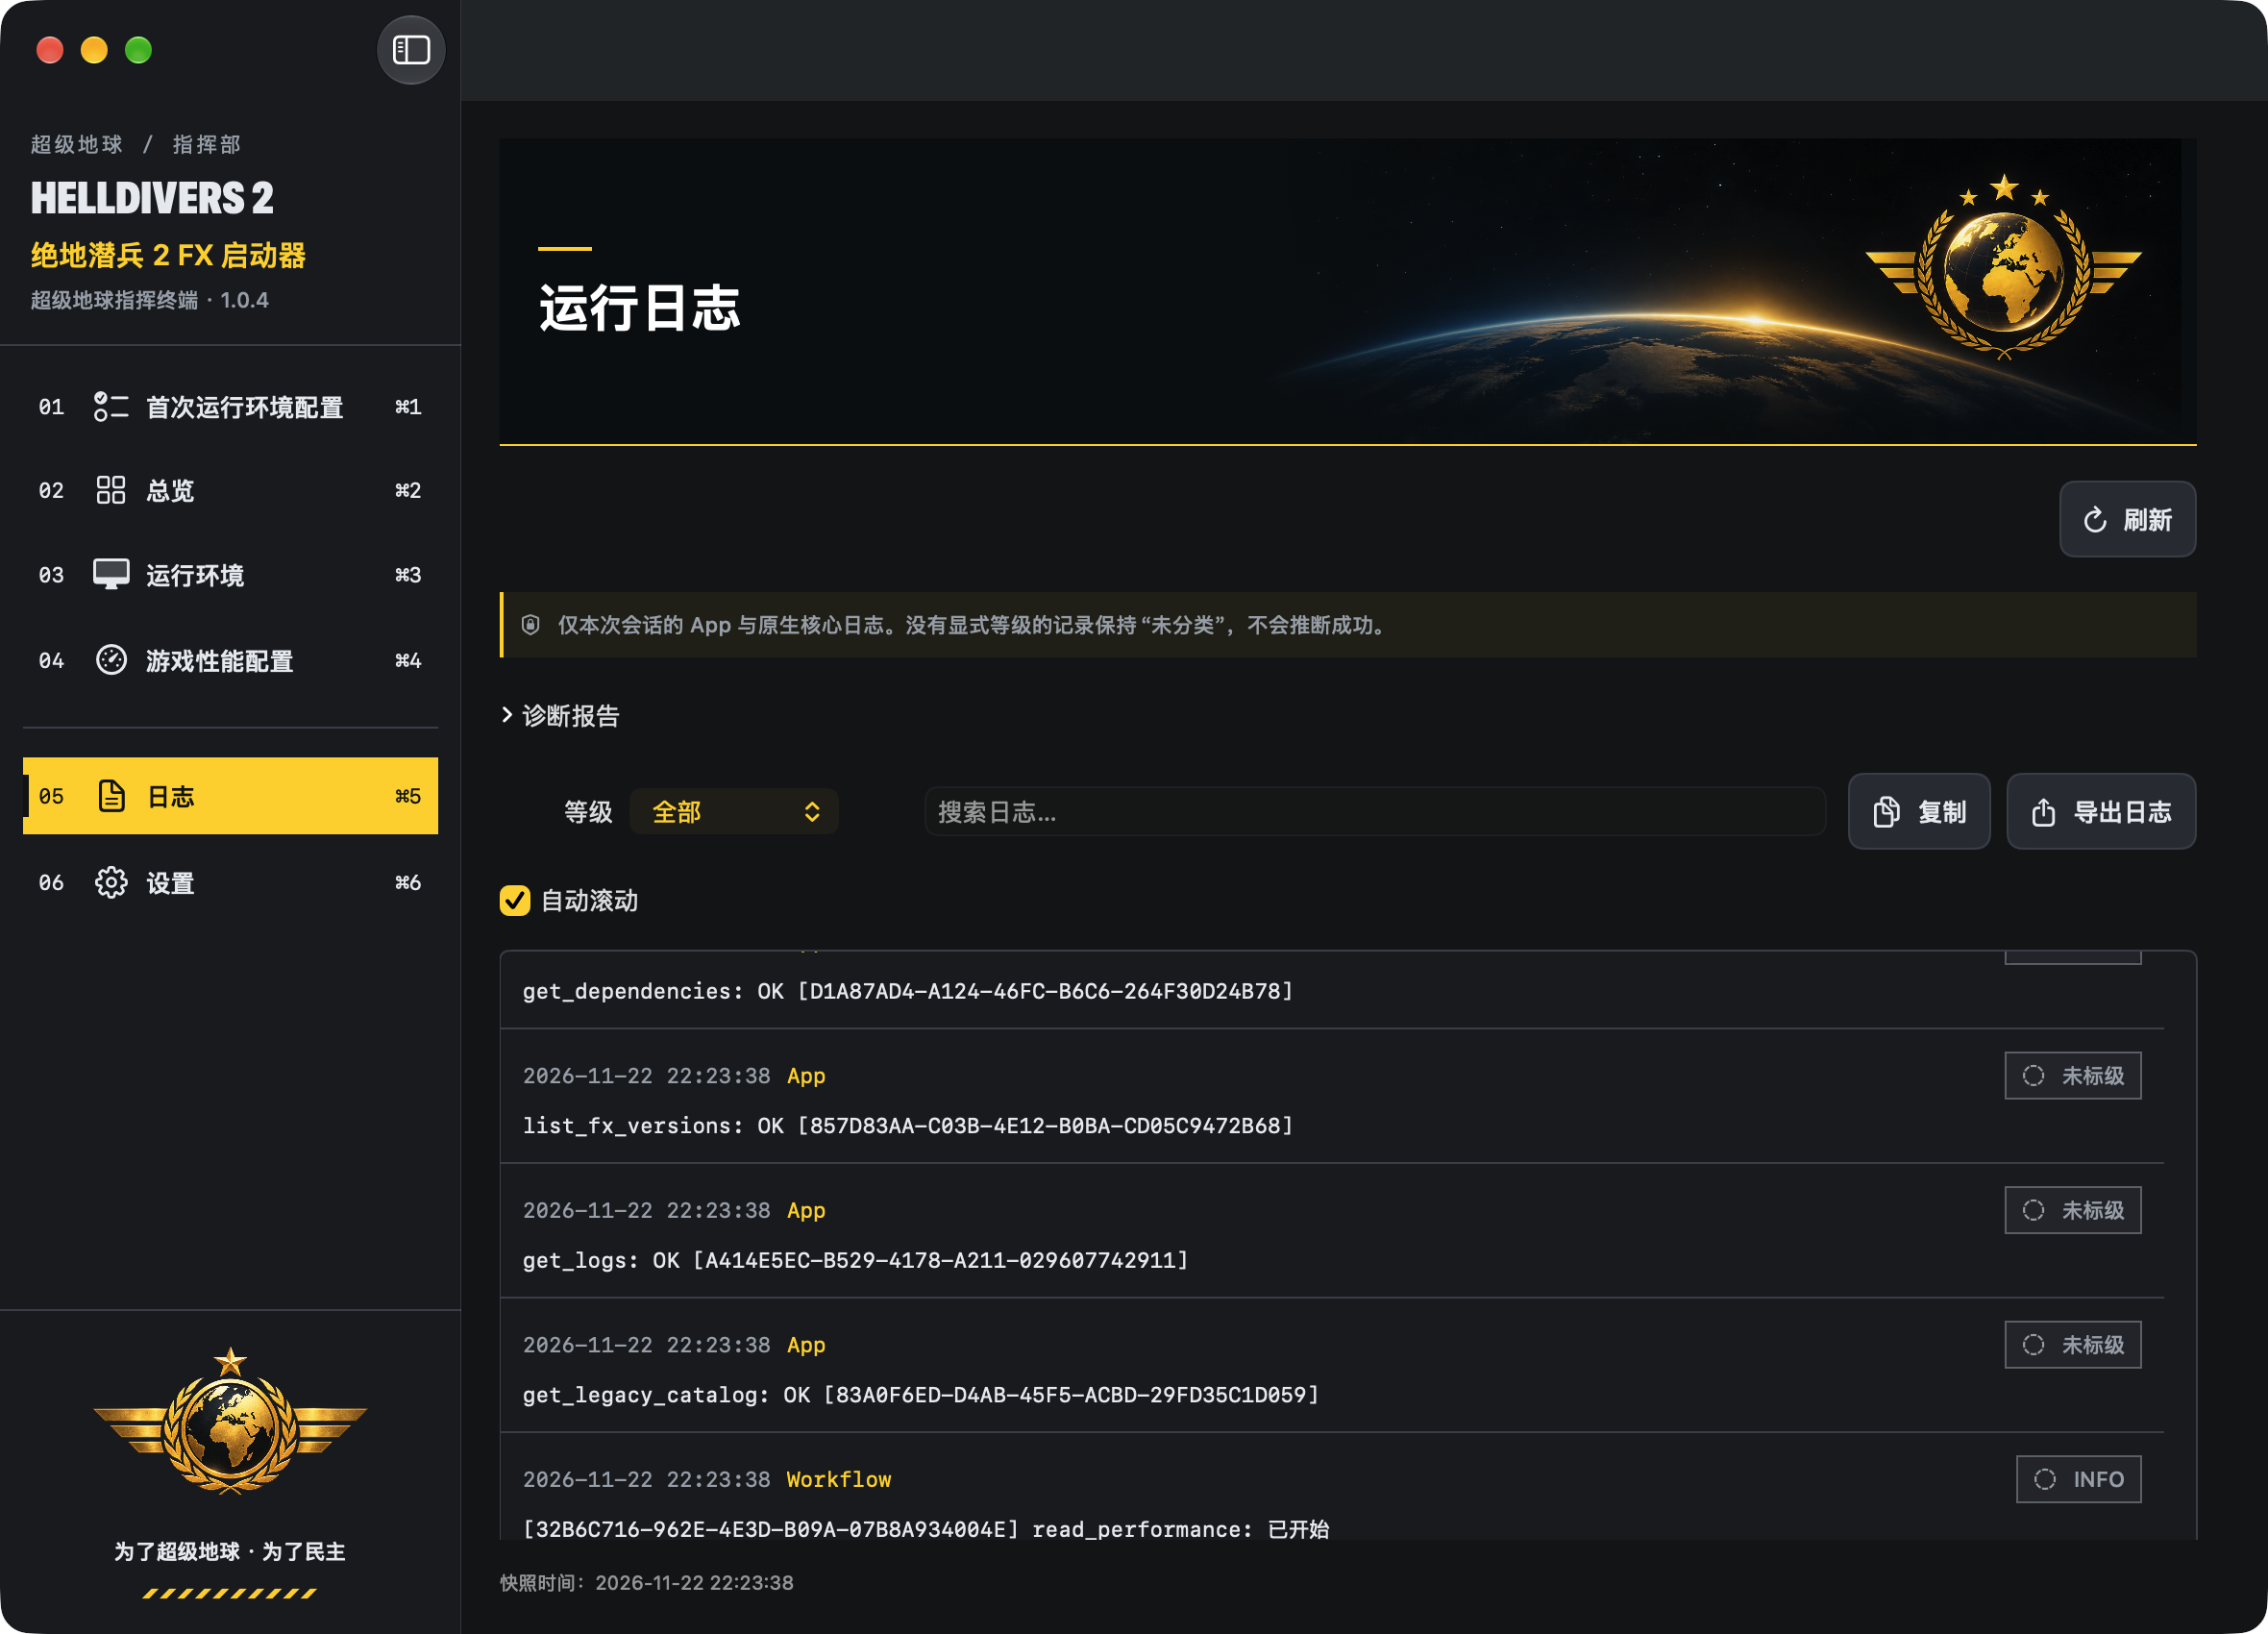 超级地球 / 指挥部
HELLDIVERS 2
绝地潜兵 2 FX 启动器
超级地球指挥终端 · 1.0.4
01 首次运行环境配置 ⌘1
02 总览 ⌘2
03 运行环境 ⌘3
04 游戏性能配置 ⌘4
05 日志 ⌘5
06 设置 ⌘6
为了超级地球 · 为了民主
运行日志
刷新
仅本次会话的 App 与原生核心日志。没有显式等级的记录保持“未分类”，不会推断成功。
诊断报告
等级 全部 搜索日志... 复制 导出日志
自动滚动
get_dependencies: OK [D1A87AD4-A124-46FC-B6C6-264F30D24B78]
2026-11-22 22:23:38 App 未标级
list_fx_versions: OK [857D83AA-C03B-4E12-B0BA-CD05C9472B68]
2026-11-22 22:23:38 App 未标级
get_logs: OK [A414E5EC-B529-4178-A211-029607742911]
2026-11-22 22:23:38 App 未标级
get_legacy_catalog: OK [83A0F6ED-D4AB-45F5-ACBD-29FD35C1D059]
2026-11-22 22:23:38 Workflow INFO
[32B6C716-962E-4E3D-B09A-07B8A934004E] read_performance: 已开始
快照时间：2026-11-22 22:23:38